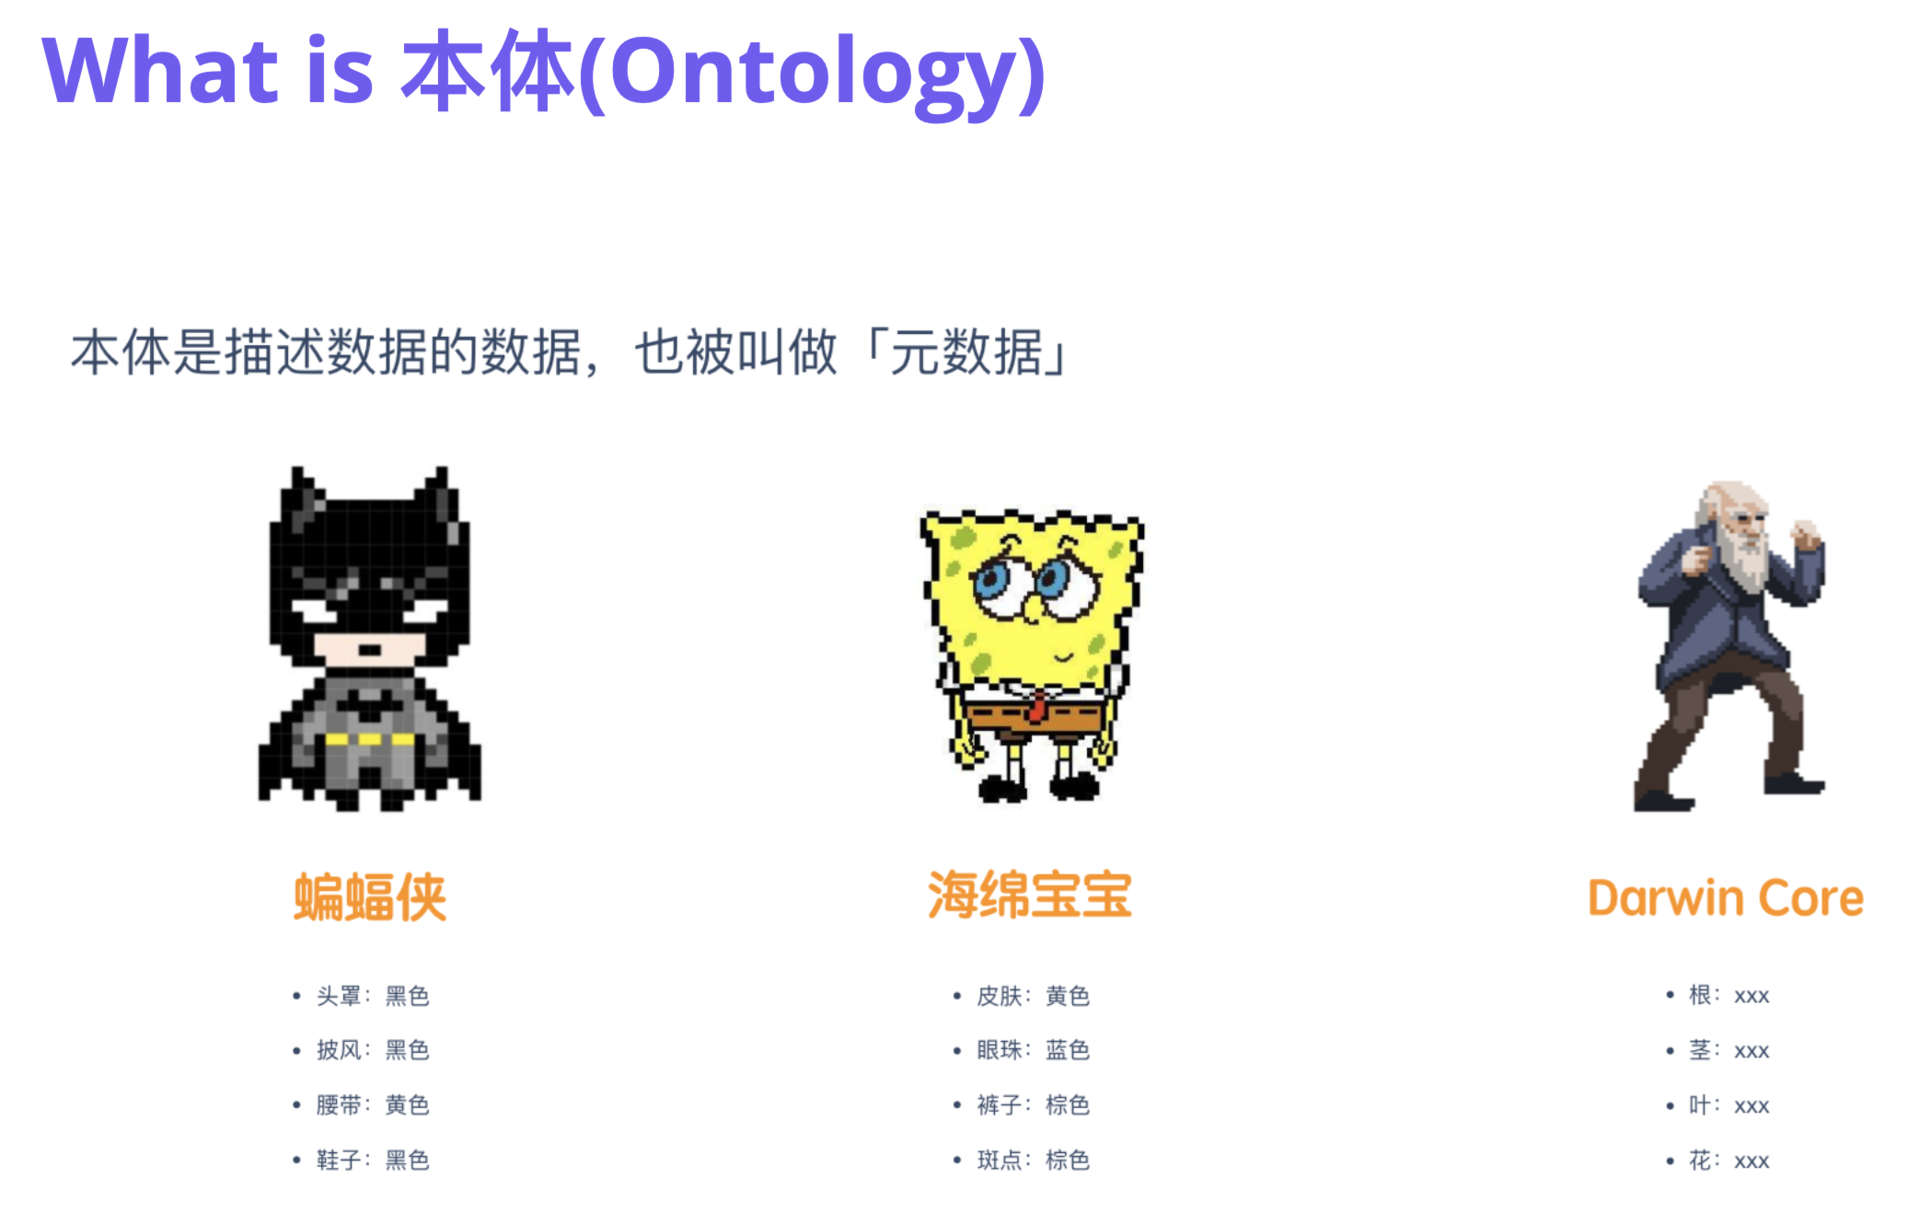 What is 本体(Ontology)
本体是描述数据的数据，也被叫做「元数据」
蝙蝠侠
• 头罩：黑色
• 披风：黑色
• 腰带：黄色
• 鞋子：黑色
海绵宝宝
• 皮肤：黄色
• 眼珠：蓝色
• 裤子：棕色
• 斑点：棕色
Darwin Core
• 根：xxx
• 茎：xxx
• 叶：xxx
• 花：xxx